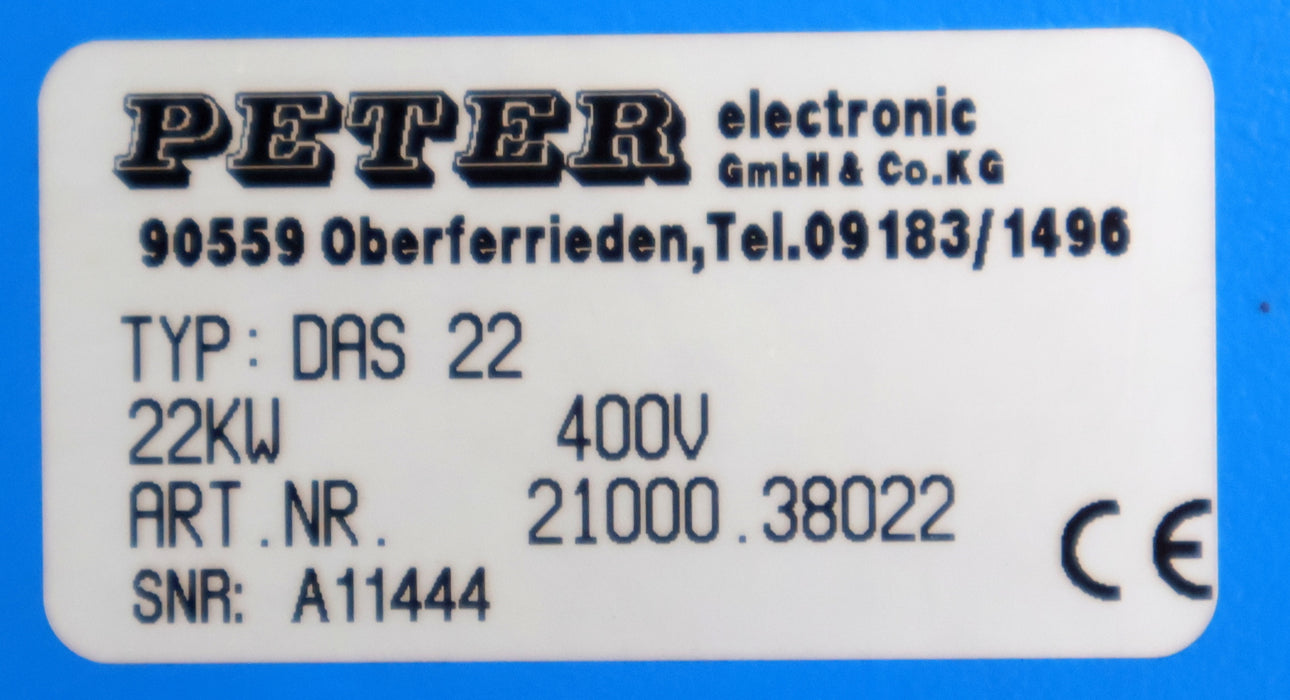 PETER electronic
GmbH & Co.KG
90559 Oberferrieden,Tel.09183/1496
TYP: DAS 22
22KW 400V
ART.NR. 21000.38022
SNR: A11444
CE